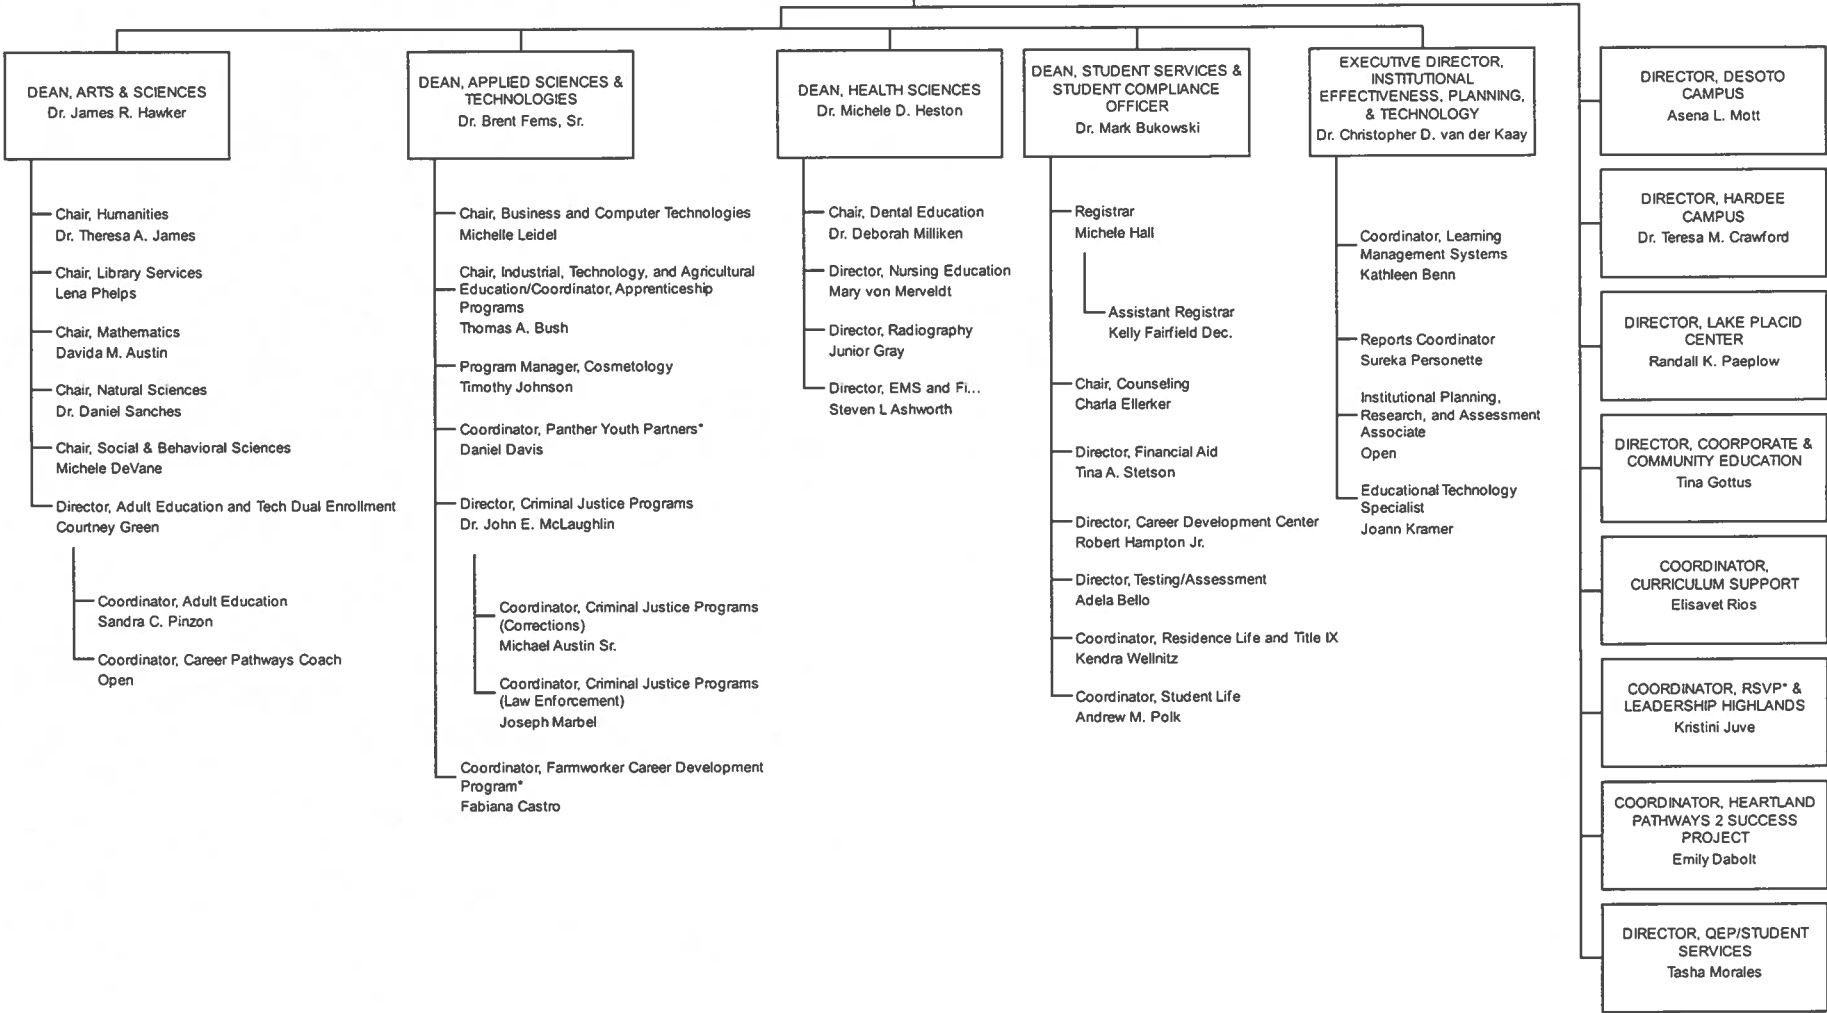 DEAN, ARTS & SCIENCES
Dr. James R. Hawker
Chair, Humanities
Dr. Theresa A. James
Chair, Library Services
Lena Phelps
Chair, Mathematics
Davida M. Austin
Chair, Natural Sciences
Dr. Daniel Sanches
Chair, Social & Behavioral Sciences
Michele DeVane
Director, Adult Education and Tech Dual Enrollment
Courtney Green
Coordinator, Adult Education
Sandra C. Pinzon
Coordinator, Career Pathways Coach
Open
DEAN, APPLIED SCIENCES &
TECHNOLOGIES
Dr. Brent Ferns, Sr.
Chair, Business and Computer Technologies
Michelle Leidel
Chair, Industrial, Technology, and Agricultural
Education/Coordinator, Apprenticeship
Programs
Thomas A. Bush
Program Manager, Cosmetology
Timothy Johnson
Coordinator, Panther Youth Partners*
Daniel Davis
Director, Criminal Justice Programs
Dr. John E. McLaughlin
Coordinator, Criminal Justice Programs
(Corrections)
Michael Austin Sr.
Coordinator, Criminal Justice Programs
(Law Enforcement)
Joseph Marbel
Coordinator, Farmworker Career Development
Program*
Fabiana Castro
DEAN, HEALTH SCIENCES
Dr. Michele D. Heston
Chair, Dental Education
Dr. Deborah Milliken
Director, Nursing Education
Mary von Merveldt
Director, Radiography
Junior Gray
Director, EMS and Fi...
Steven L Ashworth
DEAN, STUDENT SERVICES &
STUDENT COMPLIANCE
OFFICER
Dr. Mark Bukowski
Registrar
Michele Hall
Assistant Registrar
Kelly Fairfield Dec.
Chair, Counseling
Charla Ellerker
Director, Financial Aid
Tina A. Stetson
Director, Career Development Center
Robert Hampton Jr.
Director, Testing/Assessment
Adela Bello
Coordinator, Residence Life and Title IX
Kendra Wellnitz
Coordinator, Student Life
Andrew M. Polk
EXECUTIVE DIRECTOR,
INSTITUTIONAL
EFFECTIVENESS, PLANNING,
& TECHNOLOGY
Dr. Christopher D. van der Kaay
Coordinator, Learning
Management Systems
Kathleen Benn
Reports Coordinator
Sureka Personette
Institutional Planning,
Research, and Assessment
Associate
Open
Educational Technology
Specialist
Joann Kramer
DIRECTOR, DESOTO
CAMPUS
Asena L. Mott
DIRECTOR, HARDEE
CAMPUS
Dr. Teresa M. Crawford
DIRECTOR, LAKE PLACID
CENTER
Randall K. Paeplow
DIRECTOR, COORPORATE &
COMMUNITY EDUCATION
Tina Gottus
COORDINATOR,
CURRICULUM SUPPORT
Elisavet Rios
COORDINATOR, RSVP* &
LEADERSHIP HIGHLANDS
Kristini Juve
COORDINATOR, HEARTLAND
PATHWAYS 2 SUCCESS
PROJECT
Emily Dabolt
DIRECTOR, QEP/STUDENT
SERVICES
Tasha Morales